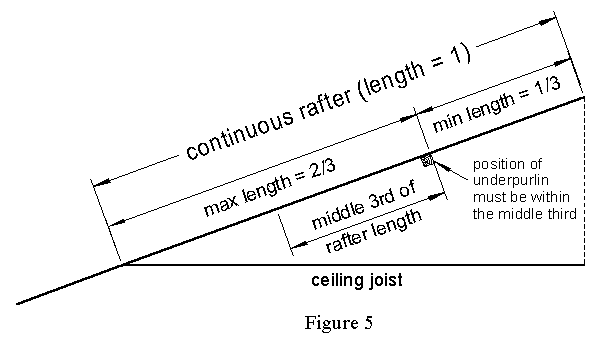 continuous rafter (length = 1)
min length = 1/3
max length = 2/3
position of
underpurlin
must be within
the middle third
middle 3rd of
rafter length
ceiling joist
Figure 5